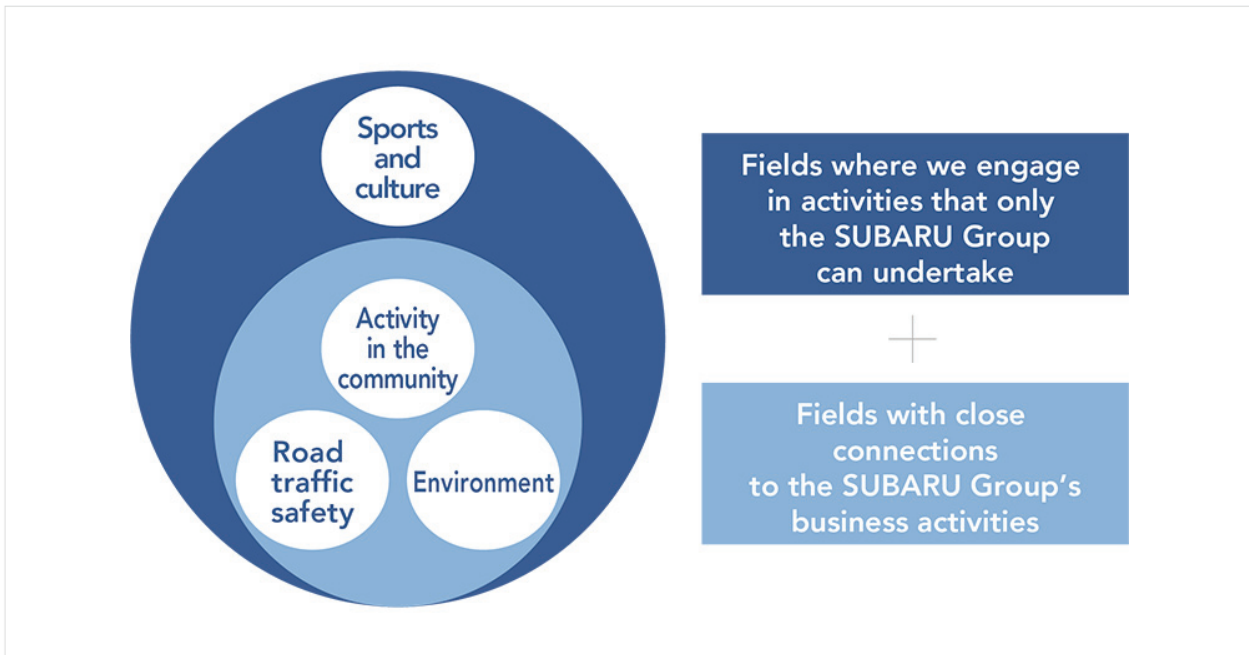 Sports
and
culture
Activity
in the
community
Road
traffic
safety
Environment
Fields where we engage
in activities that only
the SUBARU Group
can undertake
Fields with close
connections
to the SUBARU Group's
business activities